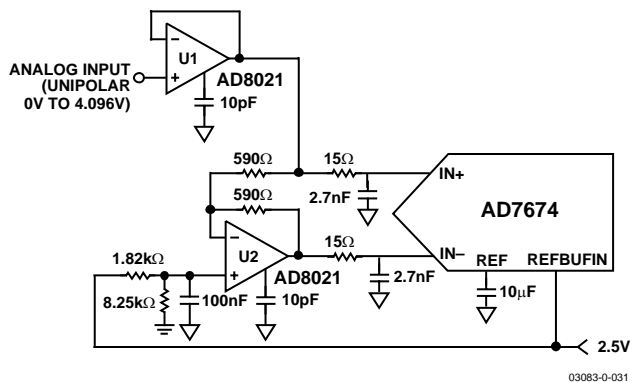 U1
ANALOG INPUT
(UNIPOLAR
0V TO 4.096V)
AD8021
10pF
590Ω
15Ω
IN+
590Ω
2.7nF
AD7674
15Ω
U2
IN–
REF
REFBUFIN
1.82kΩ
AD8021
2.7nF
8.25kΩ
100nF
10pF
10μF
2.5V
03083-0-031